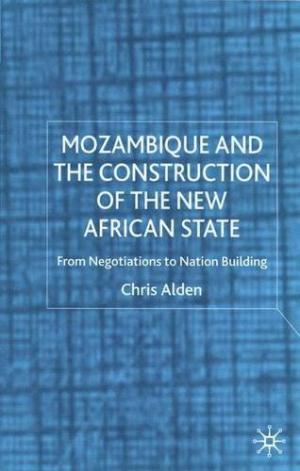 MOZAMBIQUE AND
THE CONSTRUCTION
OF THE NEW
AFRICAN STATE
From Negotiations to Nation Building
Chris Alden